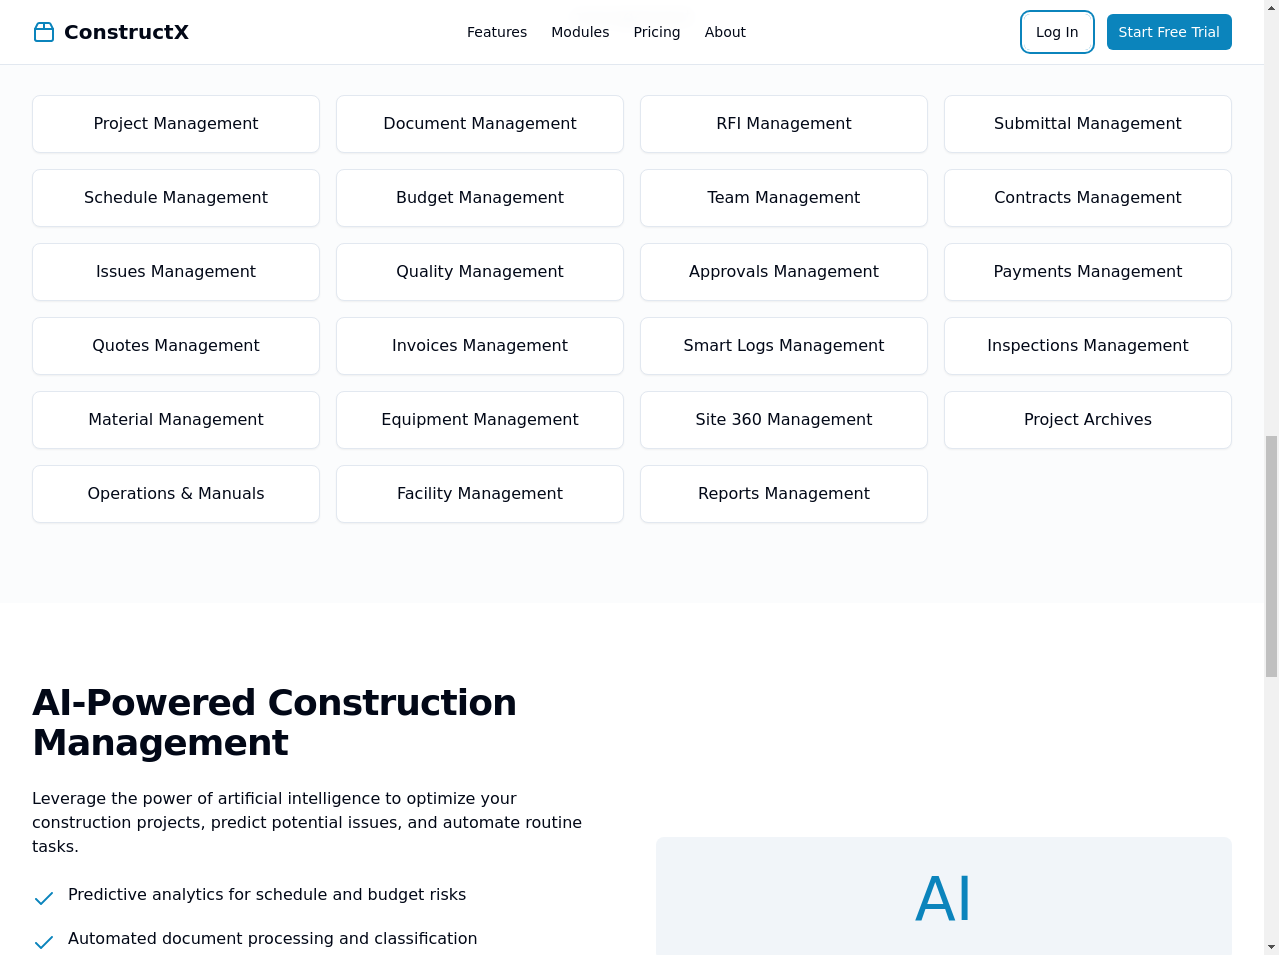 ConstructX
Features
Modules
Pricing
About
Log In
Start Free Trial
Project Management
Document Management
RFI Management
Submittal Management
Schedule Management
Budget Management
Team Management
Contracts Management
Issues Management
Quality Management
Approvals Management
Payments Management
Quotes Management
Invoices Management
Smart Logs Management
Inspections Management
Material Management
Equipment Management
Site 360 Management
Project Archives
Operations & Manuals
Facility Management
Reports Management
AI-Powered Construction
Management
Leverage the power of artificial intelligence to optimize your
construction projects, predict potential issues, and automate routine
tasks.
Predictive analytics for schedule and budget risks
Automated document processing and classification
AI